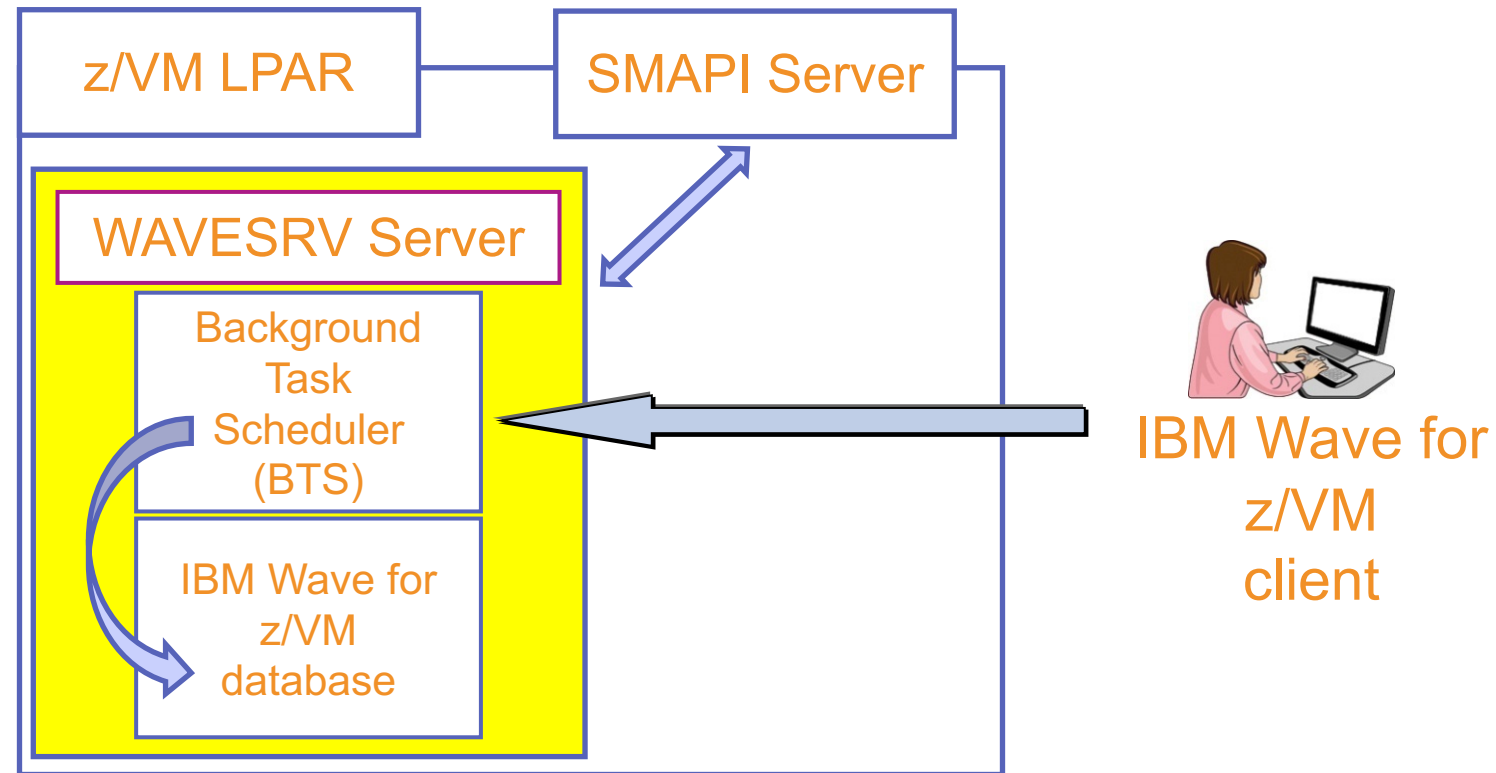 z/VM LPAR
SMAPI Server
WAVESRV Server
Background
Task
Scheduler
(BTS)
IBM Wave for
z/VM
database
IBM Wave for
z/VM
client